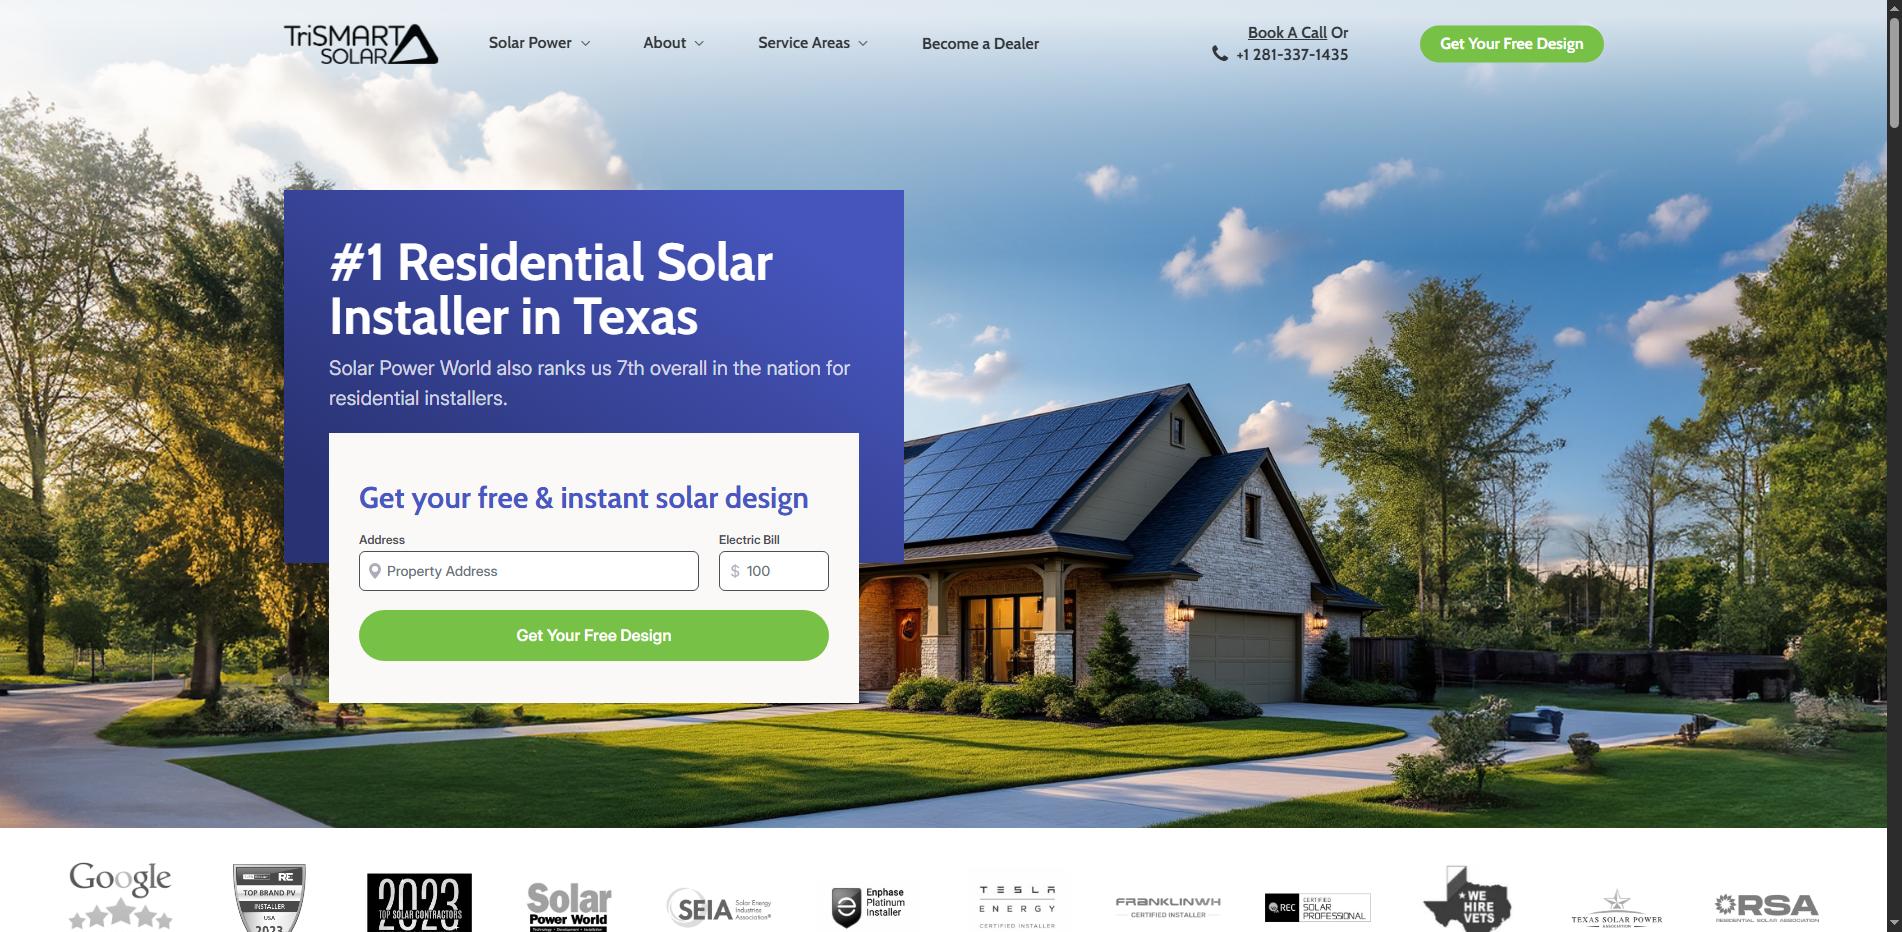 TriSMART
SOLAR
Solar Power
About
Service Areas
Become a Dealer
Book A Call Or
+1 281-337-1435
Get Your Free Design
#1 Residential Solar
Installer in Texas
Solar Power World also ranks us 7th overall in the nation for
residential installers.
Get your free & instant solar design
Address
Electric Bill
Property Address
$ 100
Get Your Free Design
Google
RE
TOP BRAND PV
INSTALLER
USA
2023
2023
TOP SOLAR CONTRACTORS
Solar
Power World
Technology • Development • Installation
SEIA
Solar Energy
Industries
Association®
Enphase
Platinum
Installer
TESLA
ENERGY
CERTIFIED INSTALLER
FRANKLINWH
CERTIFIED INSTALLER
REC
CERTIFIED
SOLAR
PROFESSIONAL
WE
HIRE
VETS
TEXAS SOLAR POWER
ASSOCIATION
RSA
RESIDENTIAL SOLAR ASSOCIATION